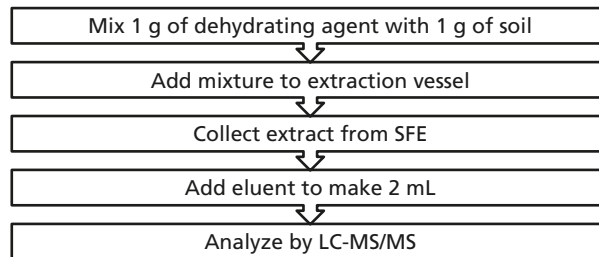 Mix 1 g of dehydrating agent with 1 g of soil
Add mixture to extraction vessel
Collect extract from SFE
Add eluent to make 2 mL
Analyze by LC-MS/MS